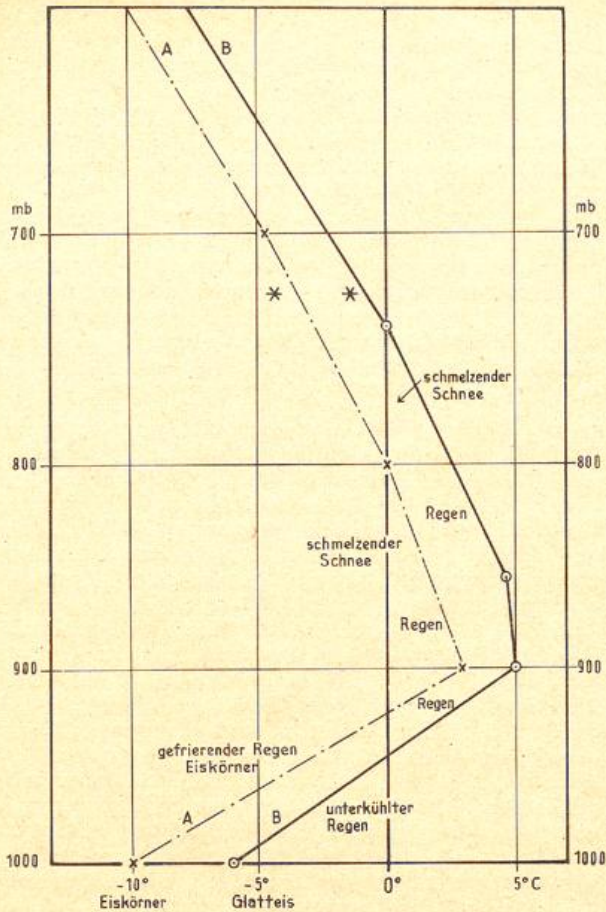 A B
mb mb
700 700
* *
schmelzender
Schnee
800 800
Regen
schmelzender
Schnee
Regen
900 900
Regen
gefrierender Regen
Eiskörner
A B unterkühlter
Regen
1000 1000
-10° -5° 0° 5°C
Eiskörner Glatteis